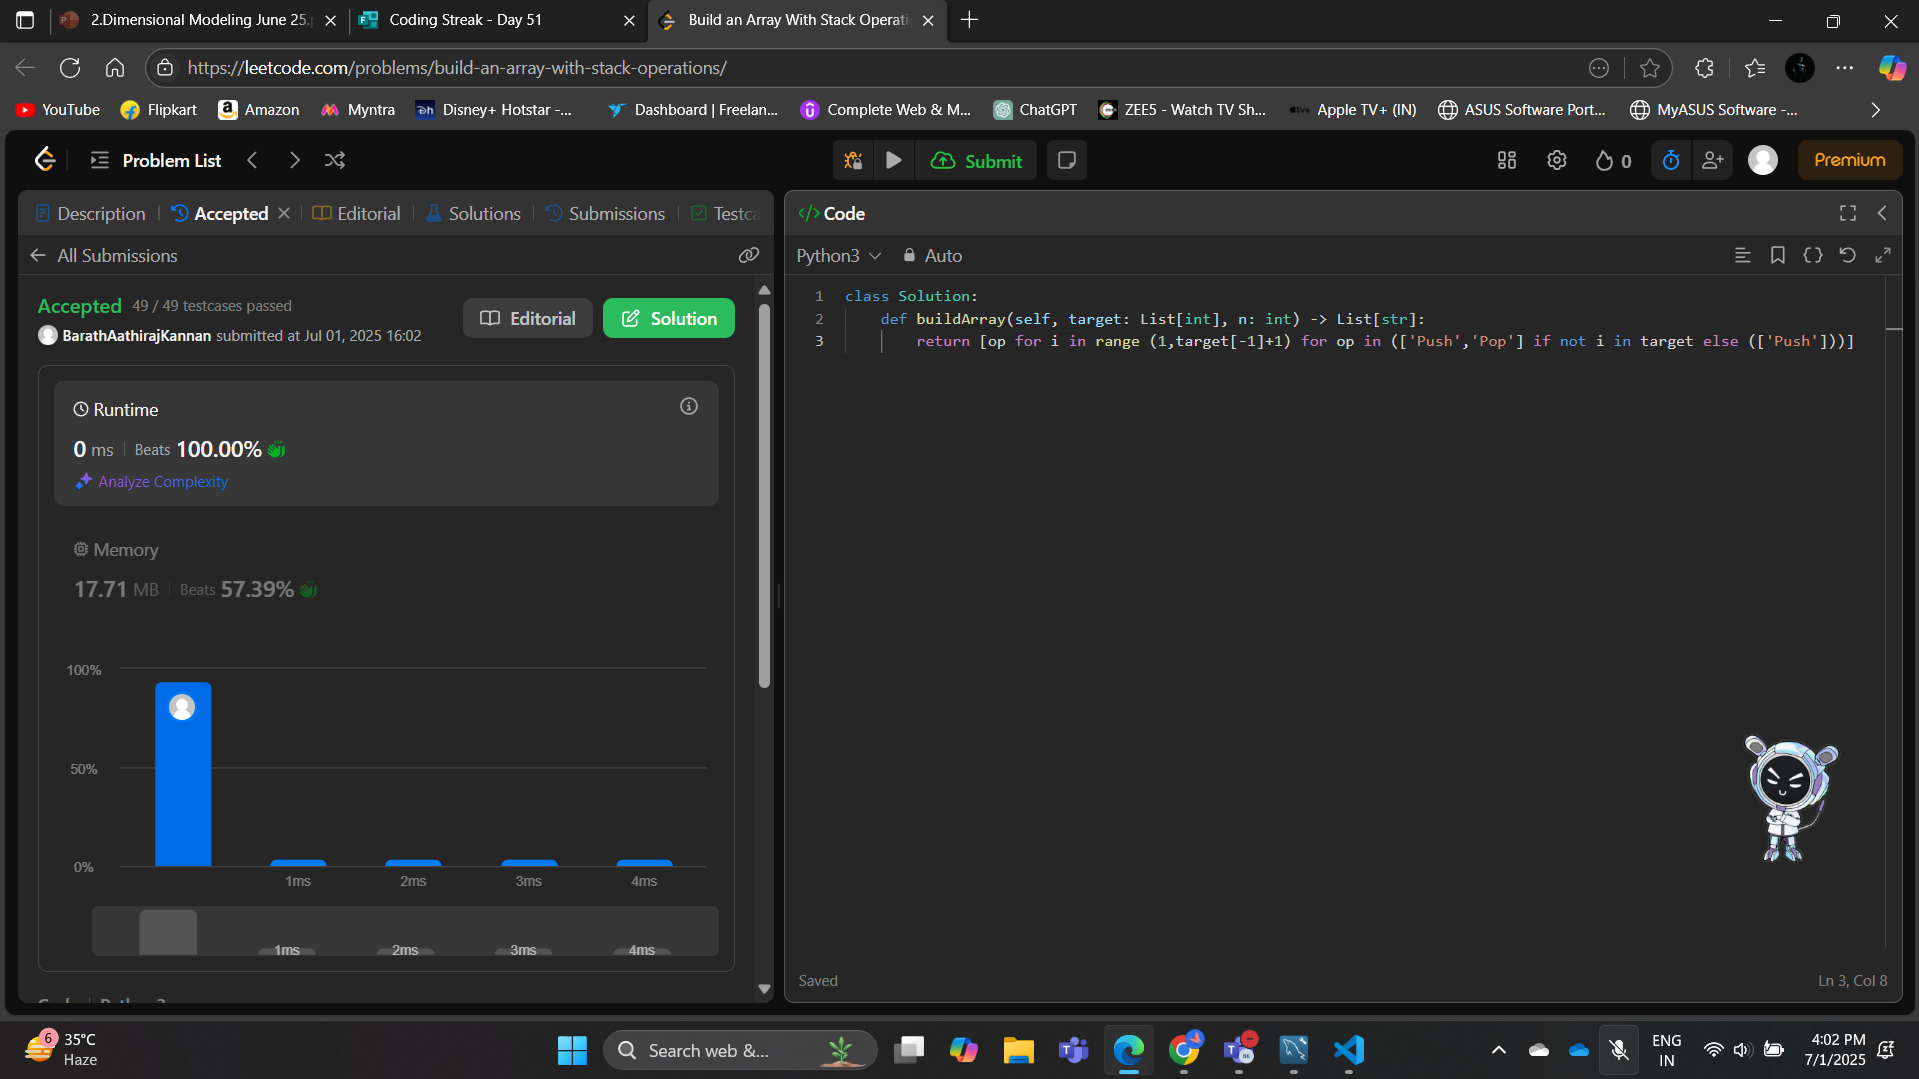 2.Dimensional Modeling June 25.p
Coding Streak - Day 51
Build an Array With Stack Operati
https://leetcode.com/problems/build-an-array-with-stack-operations/
YouTube
Flipkart
Amazon
Myntra
Disney+ Hotstar -...
Dashboard | Freelan...
Complete Web & M...
ChatGPT
ZEE5 - Watch TV Sh...
Apple TV+ (IN)
ASUS Software Port...
MyASUS Software -...
Problem List
Submit
0
Premium
Description
Accepted
Editorial
Solutions
Submissions
Testca
</> Code
All Submissions
Python3
Auto
Accepted 49 / 49 testcases passed
BarathAathirajKannan submitted at Jul 01, 2025 16:02
Editorial
Solution
1 class Solution:
2 def buildArray(self, target: List[int], n: int) -> List[str]:
3 return [op for i in range (1,target[-1]+1) for op in (['Push','Pop'] if not i in target else (['Push']))]
Runtime
0 ms | Beats 100.00%
Analyze Complexity
Memory
17.71 MB | Beats 57.39%
100%
50%
0%
1ms 2ms 3ms 4ms
1ms 2ms 3ms 4ms
Saved
Ln 3, Col 8
6
35°C
Haze
Search web &...
ENG
IN
4:02 PM
7/1/2025